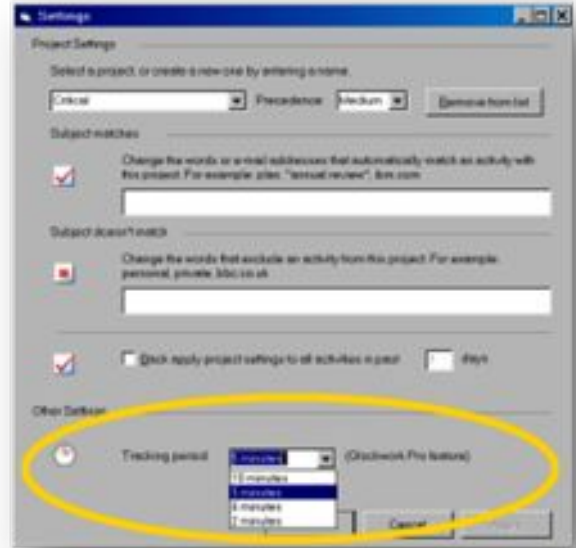 Settings
Project Settings
Select a project, or create a new one by entering a name.
Critical Precedence Medium Remove from list
Subject matches
Change the words or e-mail addresses that automatically match an activity with
this project. For example: "annual review", ibm.com
Subject doesn't match
Change the words that exclude an activity from this project. For example:
personal, private, bbc.co.uk
apply project settings to all activities in past days
Other Settings
Tracking period 5 minutes (Clockwork Pro feature)
10 minutes
5 minutes
2 minutes
Cancel